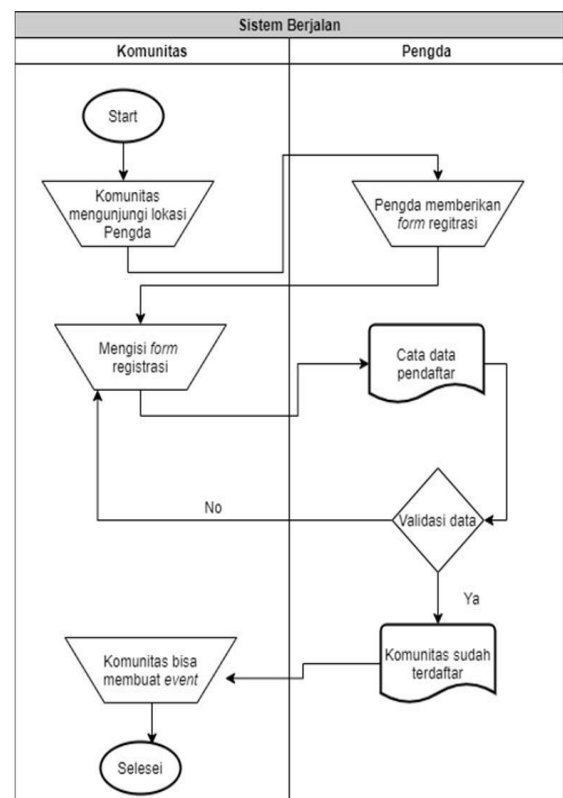 Sistem Berjalan
Komunitas
Pengda
Start
Komunitas
mengunjungi lokasi
Pengda
Pengda memberikan
form regitrasi
Mengisi form
registrasi
Cata data
pendaftar
No
Validasi data
Ya
Komunitas sudah
terdaftar
Komunitas bisa
membuat event
Selesei